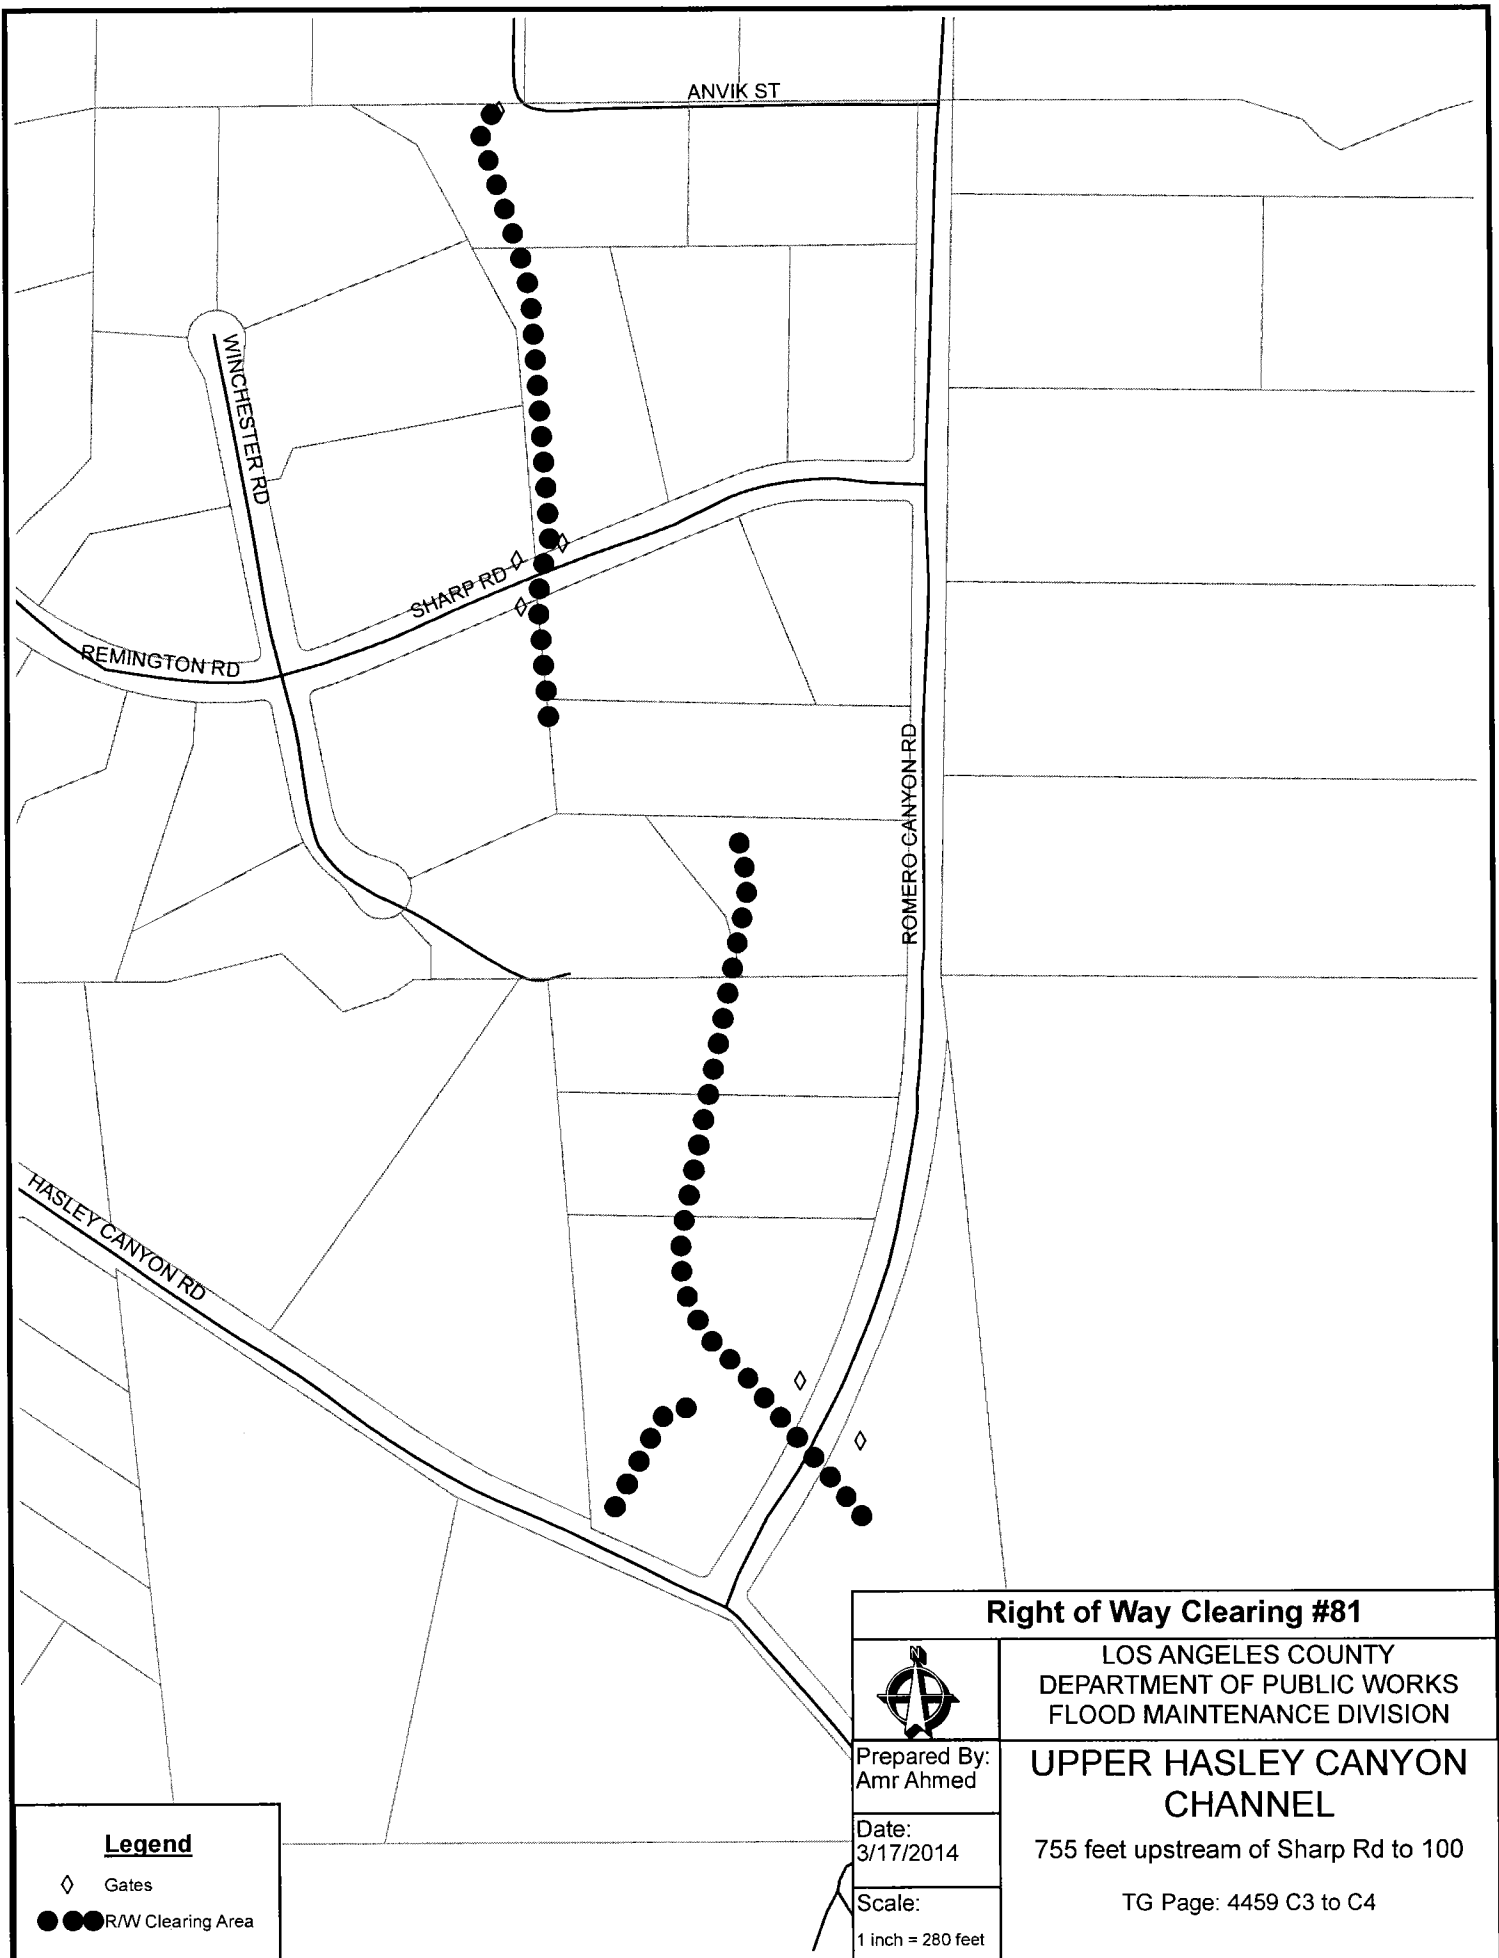 ANVIK ST
WINCHESTER RD
SHARP RD
REMINGTON RD
ROMERO CANYON RD
HASLEY CANYON RD
Right of Way Clearing #81
N
LOS ANGELES COUNTY
DEPARTMENT OF PUBLIC WORKS
FLOOD MAINTENANCE DIVISION
Prepared By:
Amr Ahmed
UPPER HASLEY CANYON
CHANNEL
Date:
3/17/2014
755 feet upstream of Sharp Rd to 100
Scale:
1 inch = 280 feet
TG Page: 4459 C3 to C4
Legend
Gates
R/W Clearing Area